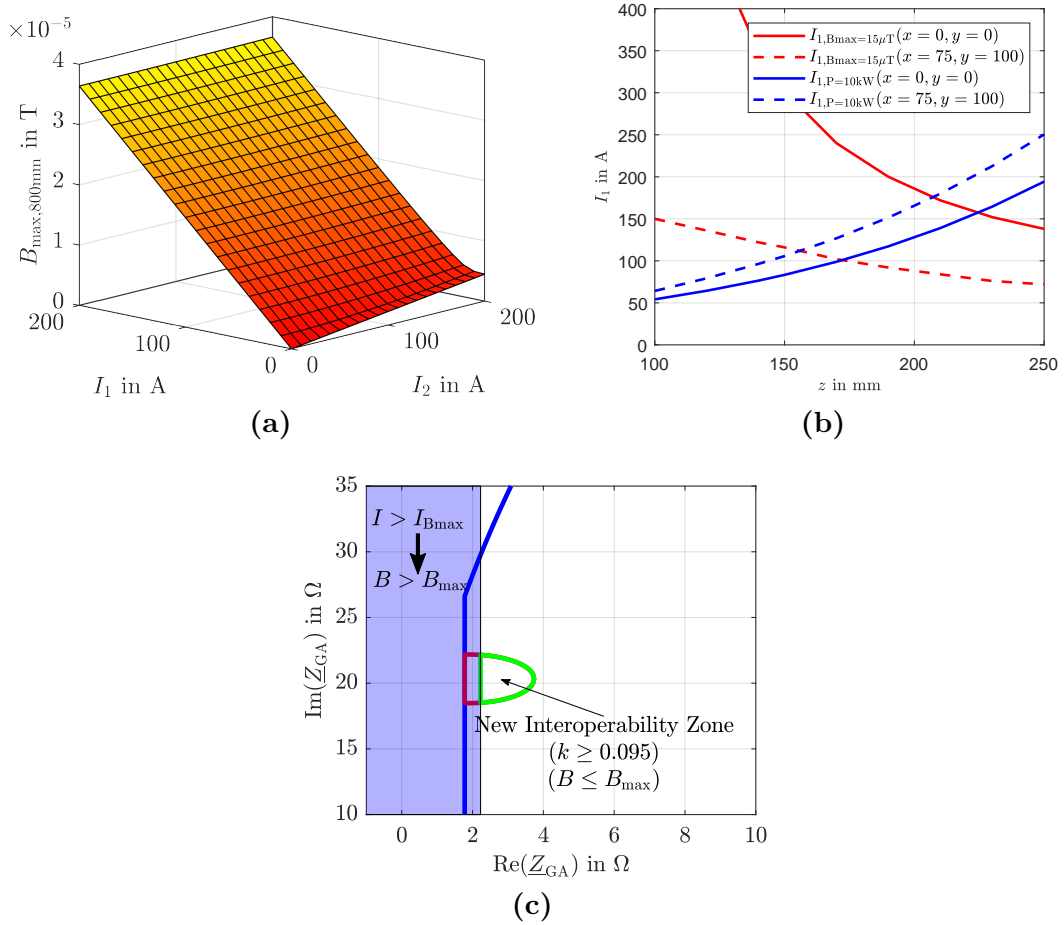 ×10⁻⁵
4
3
2
1
0
B_max,800mm in T
200
100
0
I₁ in A
0
100
200
I₂ in A
(a)
400
350
300
250
200
150
100
50
0
I₁ in A
I_1,Bmax=15μT(x = 0, y = 0)
I_1,Bmax=15μT(x = 75, y = 100)
I_1,P=10kW(x = 0, y = 0)
I_1,P=10kW(x = 75, y = 100)
100
150
200
250
z in mm
(b)
35
30
25
20
15
10
Im(Z_GA) in Ω
I > I_Bmax
B > B_max
New Interoperability Zone
(k ≥ 0.095)
(B ≤ B_max)
0
2
4
6
8
10
Re(Z_GA) in Ω
(c)